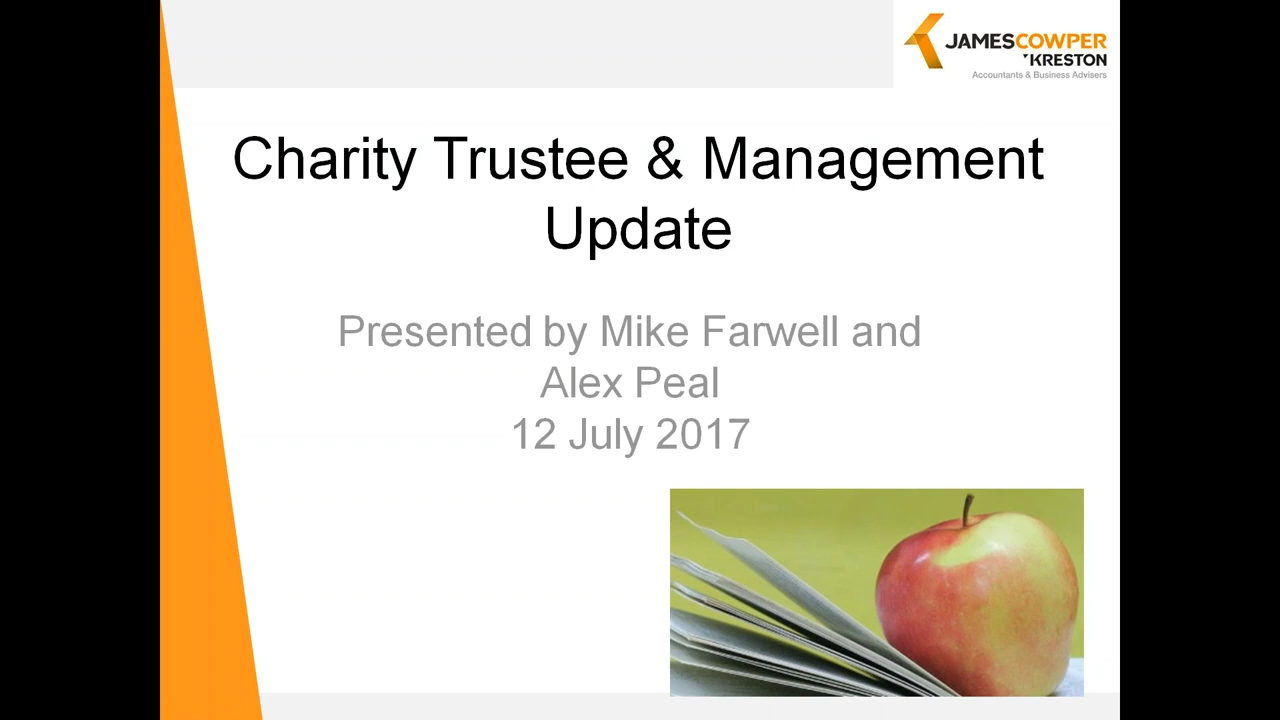 JAMESCOWPER
KRESTON
Accountants & Business Advisers
Charity Trustee & Management
Update
Presented by Mike Farwell and
Alex Peal
12 July 2017